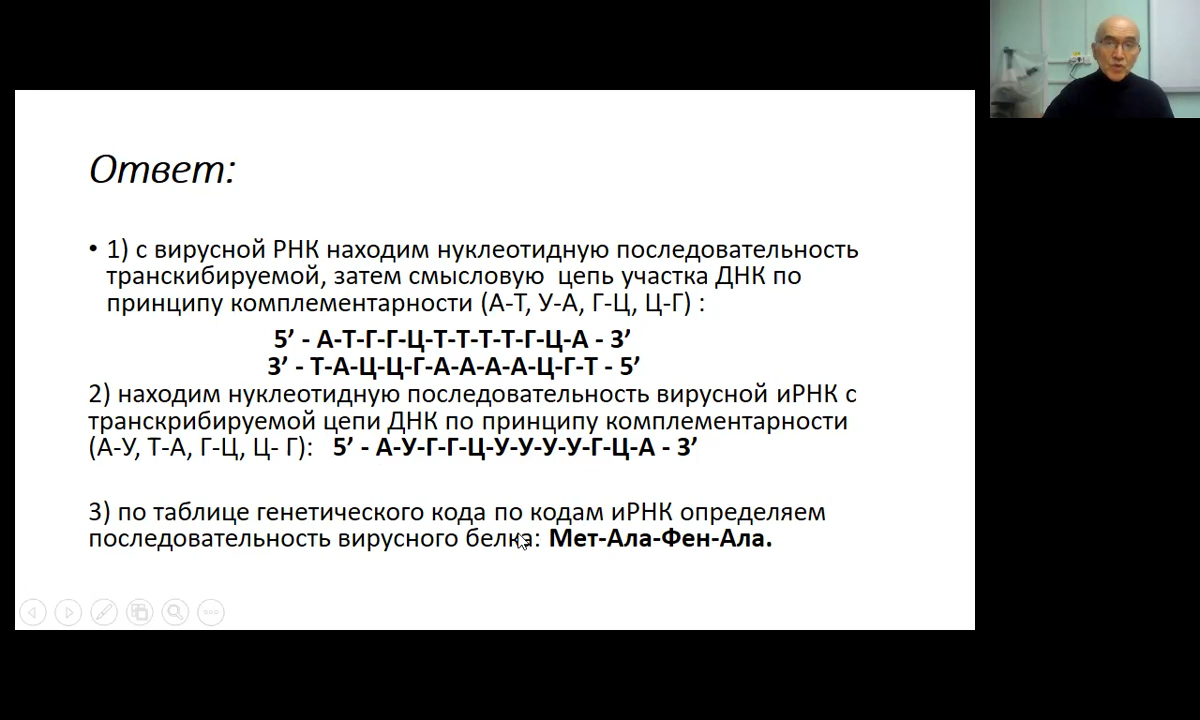 Ответ:
• 1) с вирусной РНК находим нуклеотидную последовательность
транскибируемой, затем смысловую цепь участка ДНК по
принципу комплементарности (А-Т, У-А, Г-Ц, Ц-Г) :
5’ - А-Т-Г-Г-Ц-Т-Т-Т-Т-Г-Ц-А - 3’
3’ - Т-А-Ц-Ц-Г-А-А-А-А-Ц-Г-Т - 5’
2) находим нуклеотидную последовательность вирусной иРНК с
транскрибируемой цепи ДНК по принципу комплементарности
(А-У, Т-А, Г-Ц, Ц- Г): 5’ - А-У-Г-Г-Ц-У-У-У-У-Г-Ц-А - 3’
3) по таблице генетического кода по кодам иРНК определяем
последовательность вирусного белка: Мет-Ала-Фен-Ала.